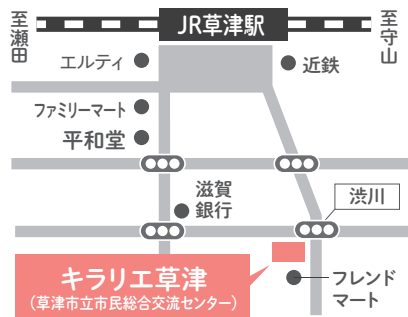 JR草津駅
至瀬田
至守山
エルティ
近鉄
ファミリーマート
平和堂
滋賀
銀行
渋川
キラリエ草津
(草津市立市民総合交流センター)
フレンド
マート